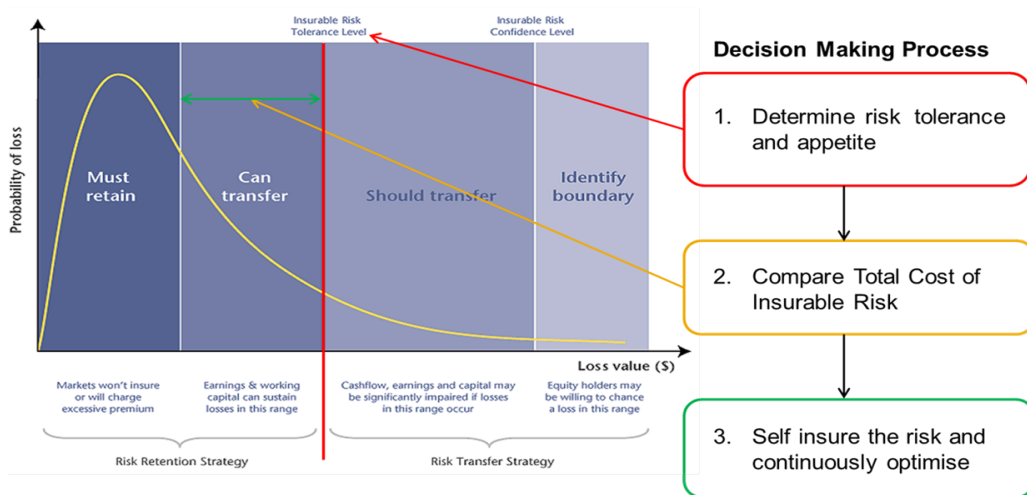 Insurable Risk
Tolerance Level
Insurable Risk
Confidence Level
Probability of loss
Must
retain
Can
transfer
Should transfer
Identify
boundary
Loss value ($)
Markets won't insure
or will charge
excessive premium
Earnings & working
capital can sustain
losses in this range
Cashflow, earnings and capital may
be significantly impaired if losses
in this range occur
Equity holders may
be willing to chance
a loss in this range
Risk Retention Strategy
Risk Transfer Strategy
Decision Making Process
1. Determine risk tolerance
and appetite
2. Compare Total Cost of
Insurable Risk
3. Self insure the risk and
continuously optimise